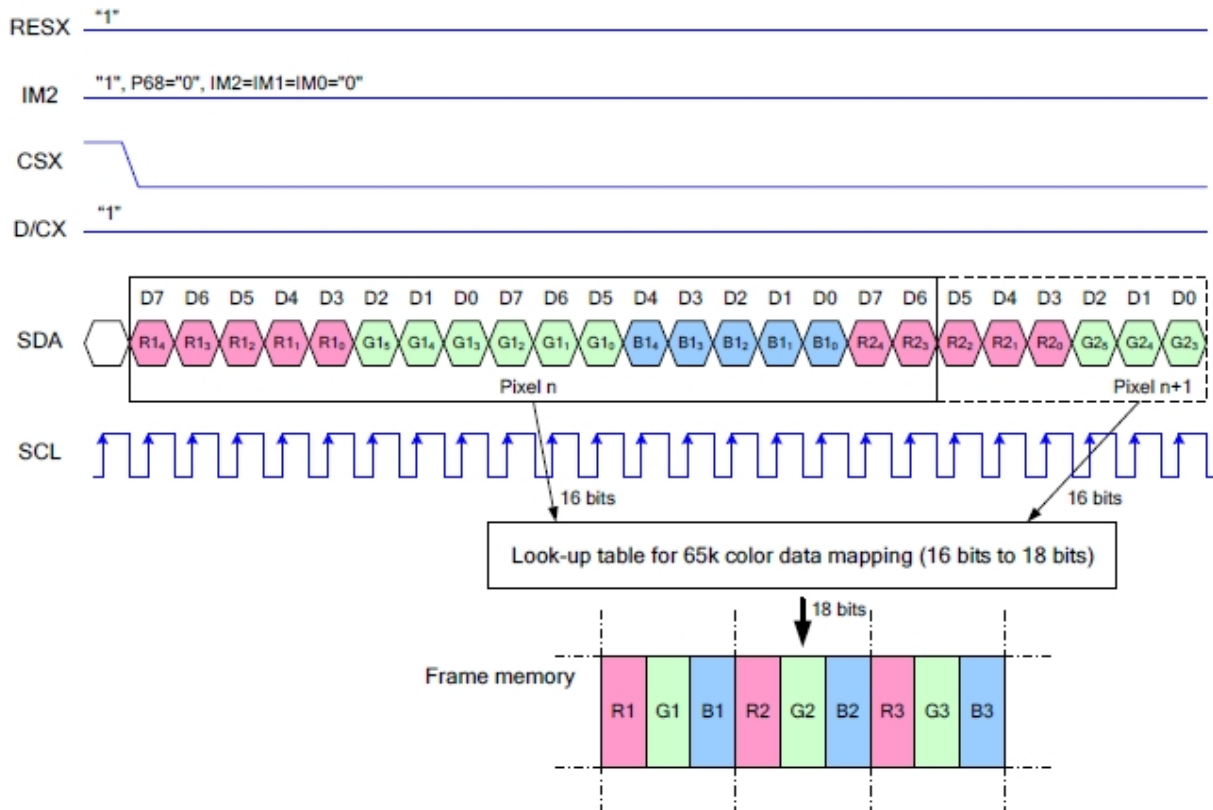 RESX "1"
IM2 "1", P68="0", IM2=IM1=IM0="0"
CSX
D/CX "1"
D7 D6 D5 D4 D3 D2 D1 D0 D7 D6 D5 D4 D3 D2 D1 D0 D7 D6 D5 D4 D3 D2 D1 D0
SDA R1₄ R1₃ R1₂ R1₁ R1₀ G1₅ G1₄ G1₃ G1₂ G1₁ G1₀ B1₄ B1₃ B1₂ B1₁ B1₀ R2₄ R2₃ R2₂ R2₁ R2₀ G2₅ G2₄ G2₃
Pixel n Pixel n+1
SCL
16 bits 16 bits
Look-up table for 65k color data mapping (16 bits to 18 bits)
18 bits
Frame memory
R1 G1 B1 R2 G2 B2 R3 G3 B3